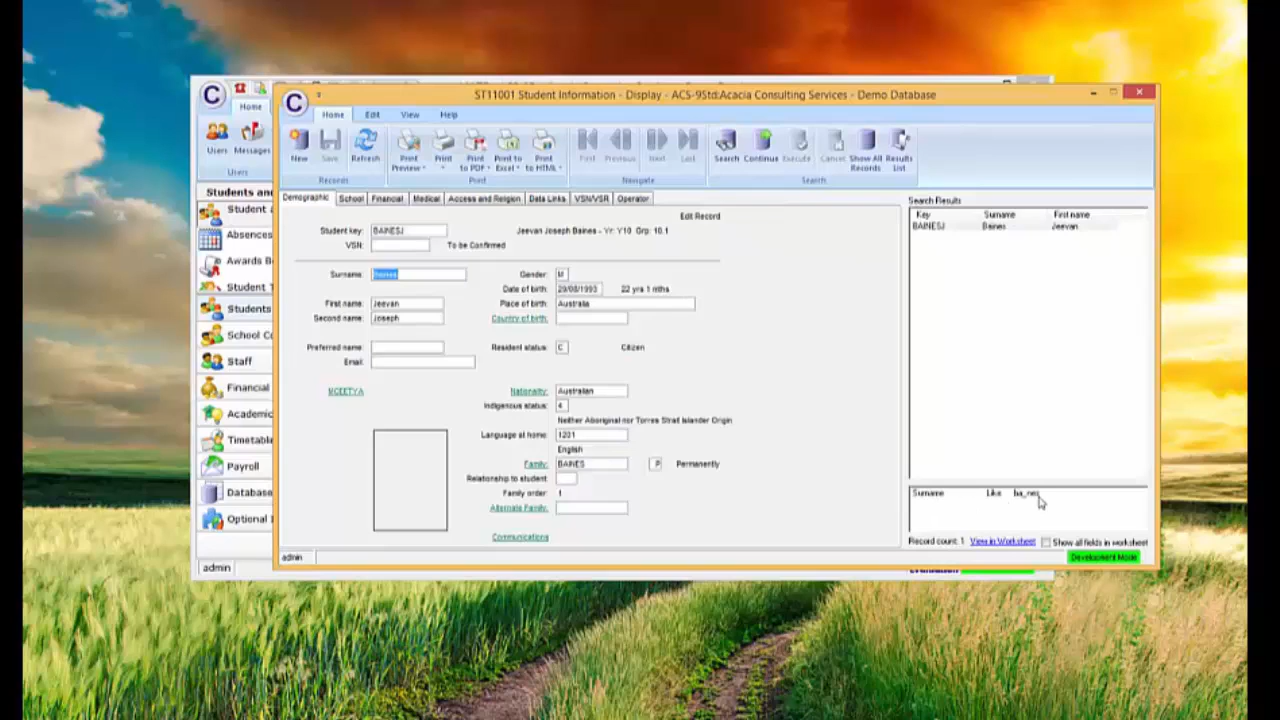 ST11001 Student Information - Display - ACS-9Std:Acacia Consulting Services - Demo Database
Home
Home Edit View Help
Users Messages
New Save Refresh Print Preview Print Print to PDF Print to Excel Print to HTML First Previous Next Last Search Continue Execute Cancel Show All Records Results List
Users
Records Print Navigate Search
Students and
Student a
Absences
Awards B
Student T
Students
School Co
Staff
Financial
Academic
Timetable
Payroll
Database
Optional
admin
Demographic School Financial Medical Access and Religion Data Links VSN/VSR Operator
Edit Record
Student key: BAINESJ Jeevan Joseph Baines - Yr: Y10 Grp: 10.1
VSN: To be Confirmed
Surname: Baines Gender: M
Date of birth: 29/08/1993 22 yrs 1 mths
First name: Jeevan Place of birth: Australia
Second name: Joseph Country of birth:
Preferred name: Resident status: C Citizen
Email:
MCEETYA Nationality: Australian
Indigenous status: 4
Neither Aboriginal nor Torres Strait Islander Origin
Language at home: 1201
English
Family: BAINES P Permanently
Relationship to student:
Family order: 1
Alternate Family:
Communications
admin
Search Results
Key Surname First name
BAINESJ Baines Jeevan
Surname Like ba_nes
Record count: 1 View in Worksheet Show all fields in worksheet
Development Mode